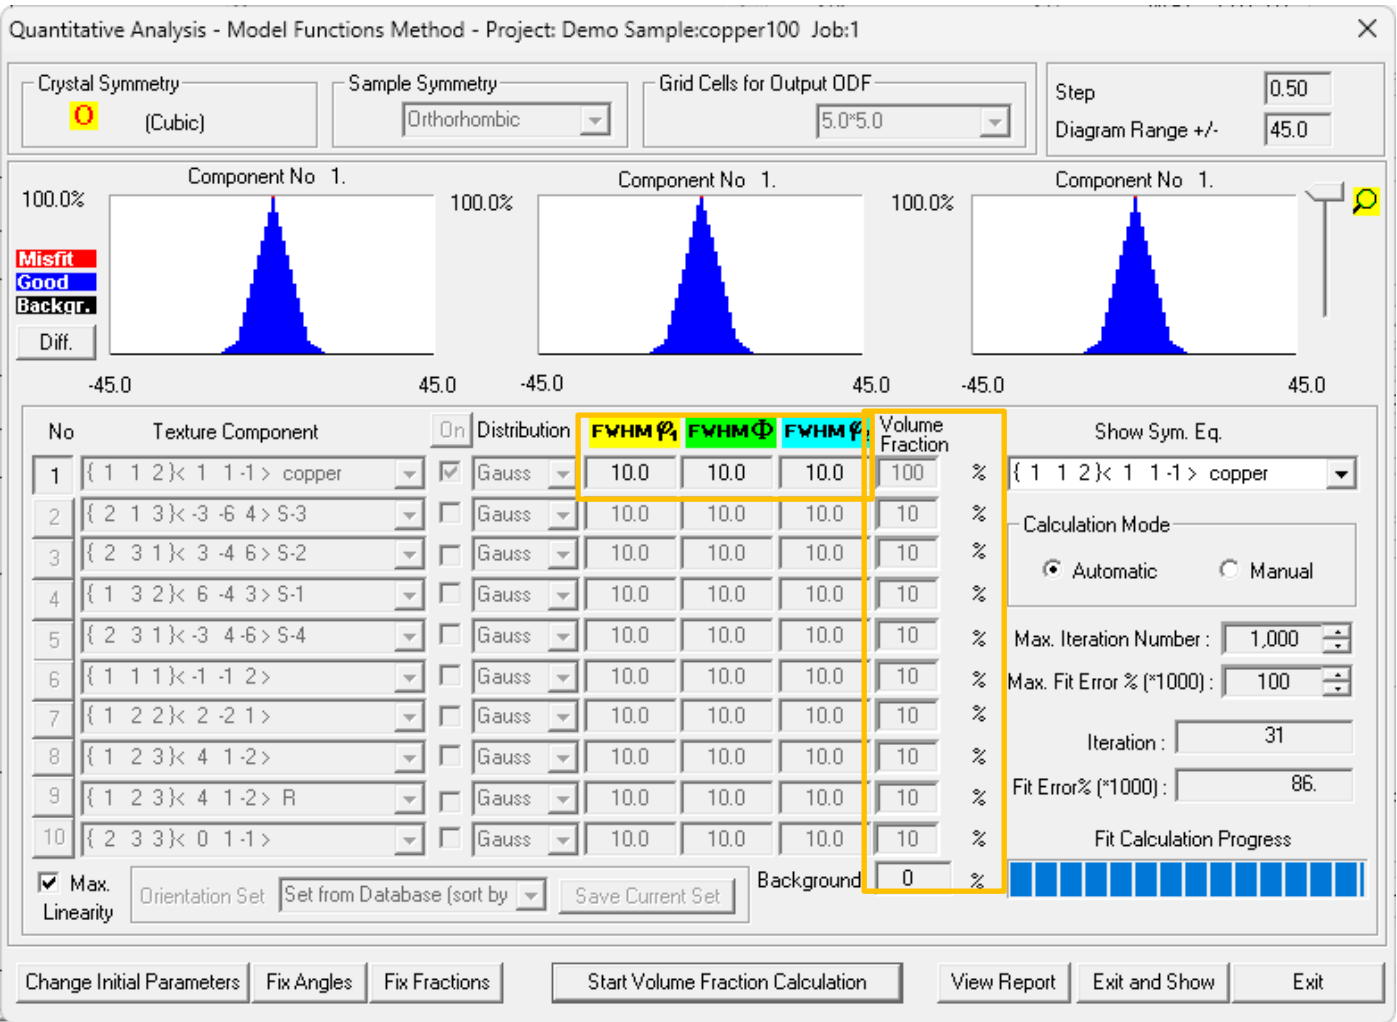 Quantitative Analysis - Model Functions Method - Project: Demo Sample:copper100 Job:1
Crystal Symmetry
O (Cubic)
Sample Symmetry
Orthorhombic
Grid Cells for Output ODF
5.0*5.0
Step 0.50
Diagram Range +/- 45.0
Component No 1. Component No 1. Component No 1.
100.0% 100.0% 100.0%
Misfit
Good
Backgr.
Diff.
-45.0 45.0 -45.0 45.0 -45.0 45.0
No Texture Component On Distribution FWHM φ1 FWHM Φ FWHM φ2 Volume Fraction
1 { 1 1 2}< 1 1 -1 > copper Gauss 10.0 10.0 10.0 100 %
2 { 2 1 3}< -3 -6 4 > S-3 Gauss 10.0 10.0 10.0 10 %
3 { 2 3 1}< 3 -4 6 > S-2 Gauss 10.0 10.0 10.0 10 %
4 { 1 3 2}< 6 -4 3 > S-1 Gauss 10.0 10.0 10.0 10 %
5 { 2 3 1}< -3 4 -6 > S-4 Gauss 10.0 10.0 10.0 10 %
6 { 1 1 1}< -1 -1 2 > Gauss 10.0 10.0 10.0 10 %
7 { 1 2 2}< 2 -2 1 > Gauss 10.0 10.0 10.0 10 %
8 { 1 2 3}< 4 1 -2 > Gauss 10.0 10.0 10.0 10 %
9 { 1 2 3}< 4 1 -2 > R Gauss 10.0 10.0 10.0 10 %
10 { 2 3 3}< 0 1 -1 > Gauss 10.0 10.0 10.0 10 %
Max. Linearity
Orientation Set Set from Database (sort by Save Current Set
Background 0 %
Show Sym. Eq.
{ 1 1 2}< 1 1 -1 > copper
Calculation Mode
Automatic Manual
Max. Iteration Number : 1,000
Max. Fit Error % (*1000) : 100
Iteration : 31
Fit Error% (*1000) : 86.
Fit Calculation Progress
Change Initial Parameters Fix Angles Fix Fractions Start Volume Fraction Calculation View Report Exit and Show Exit